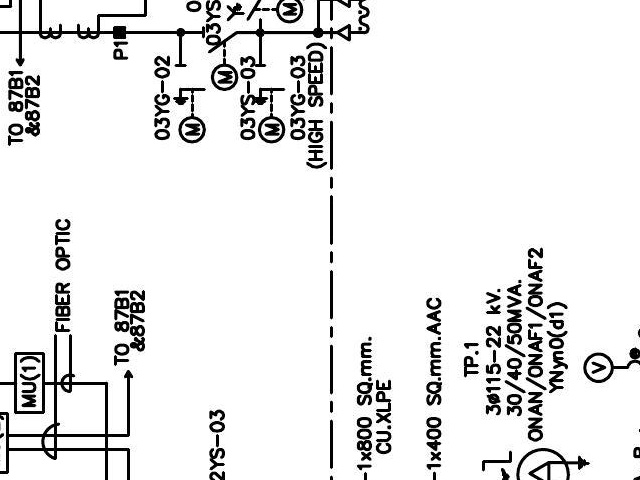 TO 87B1
&87B2
P1
03YG-02
M
03YS
M
03YS-03
M
M
03YG-03
(HIGH SPEED)
FIBER OPTIC
MU(1)
TO 87B1
&87B2
2YS-03
-1x800 SQ.mm.
CU.XLPE
-1x400 SQ.mm.AAC
TP.1
3ø115-22 kV.
30/40/50MVA.
ONAN/ONAF1/ONAF2
YNyn0(d1)
V